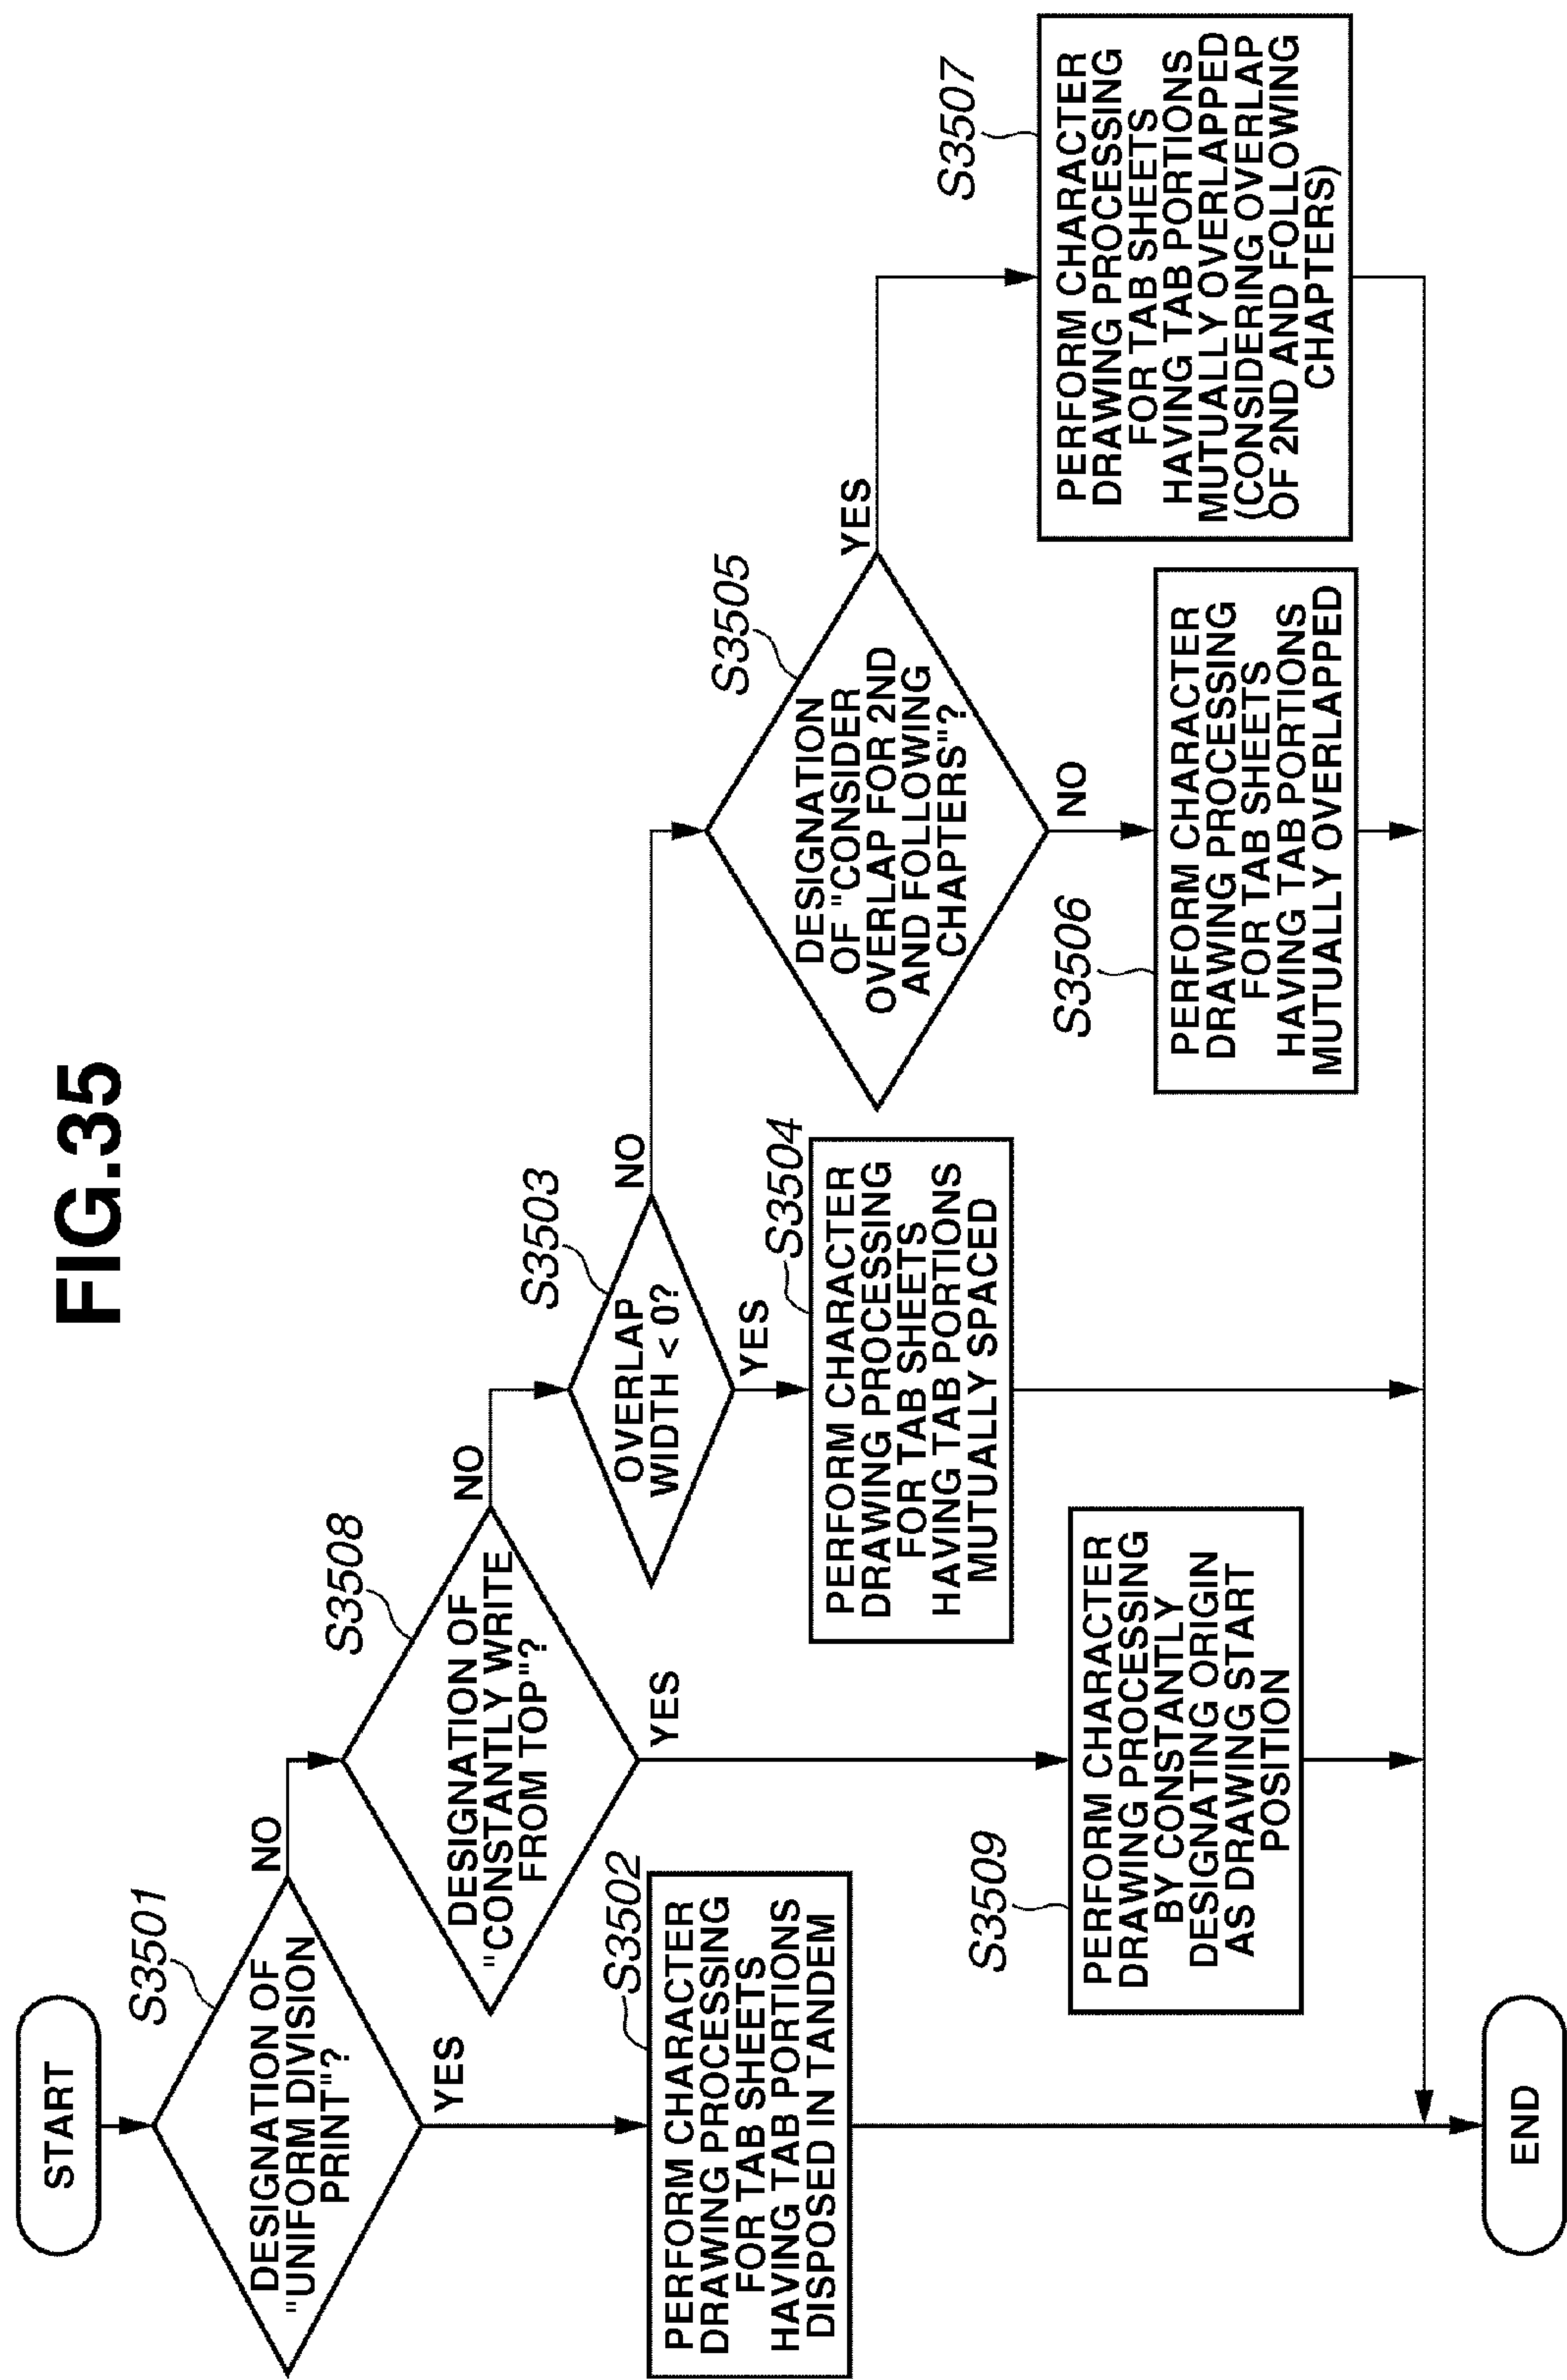 FIG.35
START
S3501
DESIGNATION OF
"UNIFORM DIVISION
PRINT"?
NO
YES
S3502
PERFORM CHARACTER
DRAWING PROCESSING
FOR TAB SHEETS
HAVING TAB PORTIONS
DISPOSED IN TANDEM
S3508
DESIGNATION OF
"CONSTANTLY WRITE
FROM TOP"?
NO
YES
S3509
PERFORM CHARACTER
DRAWING PROCESSING
BY CONSTANTLY
DESIGNATING ORIGIN
AS DRAWING START
POSITION
S3503
OVERLAP
WIDTH < 0?
NO
YES
S3504
PERFORM CHARACTER
DRAWING PROCESSING
FOR TAB SHEETS
HAVING TAB PORTIONS
MUTUALLY SPACED
S3505
DESIGNATION
OF "CONSIDER
OVERLAP FOR 2ND
AND FOLLOWING
CHAPTERS"?
YES
NO
S3506
PERFORM CHARACTER
DRAWING PROCESSING
FOR TAB SHEETS
HAVING TAB PORTIONS
MUTUALLY OVERLAPPED
S3507
PERFORM CHARACTER
DRAWING PROCESSING
FOR TAB SHEETS
HAVING TAB PORTIONS
MUTUALLY OVERLAPPED
(CONSIDERING OVERLAP
OF 2ND AND FOLLOWING
CHAPTERS)
END